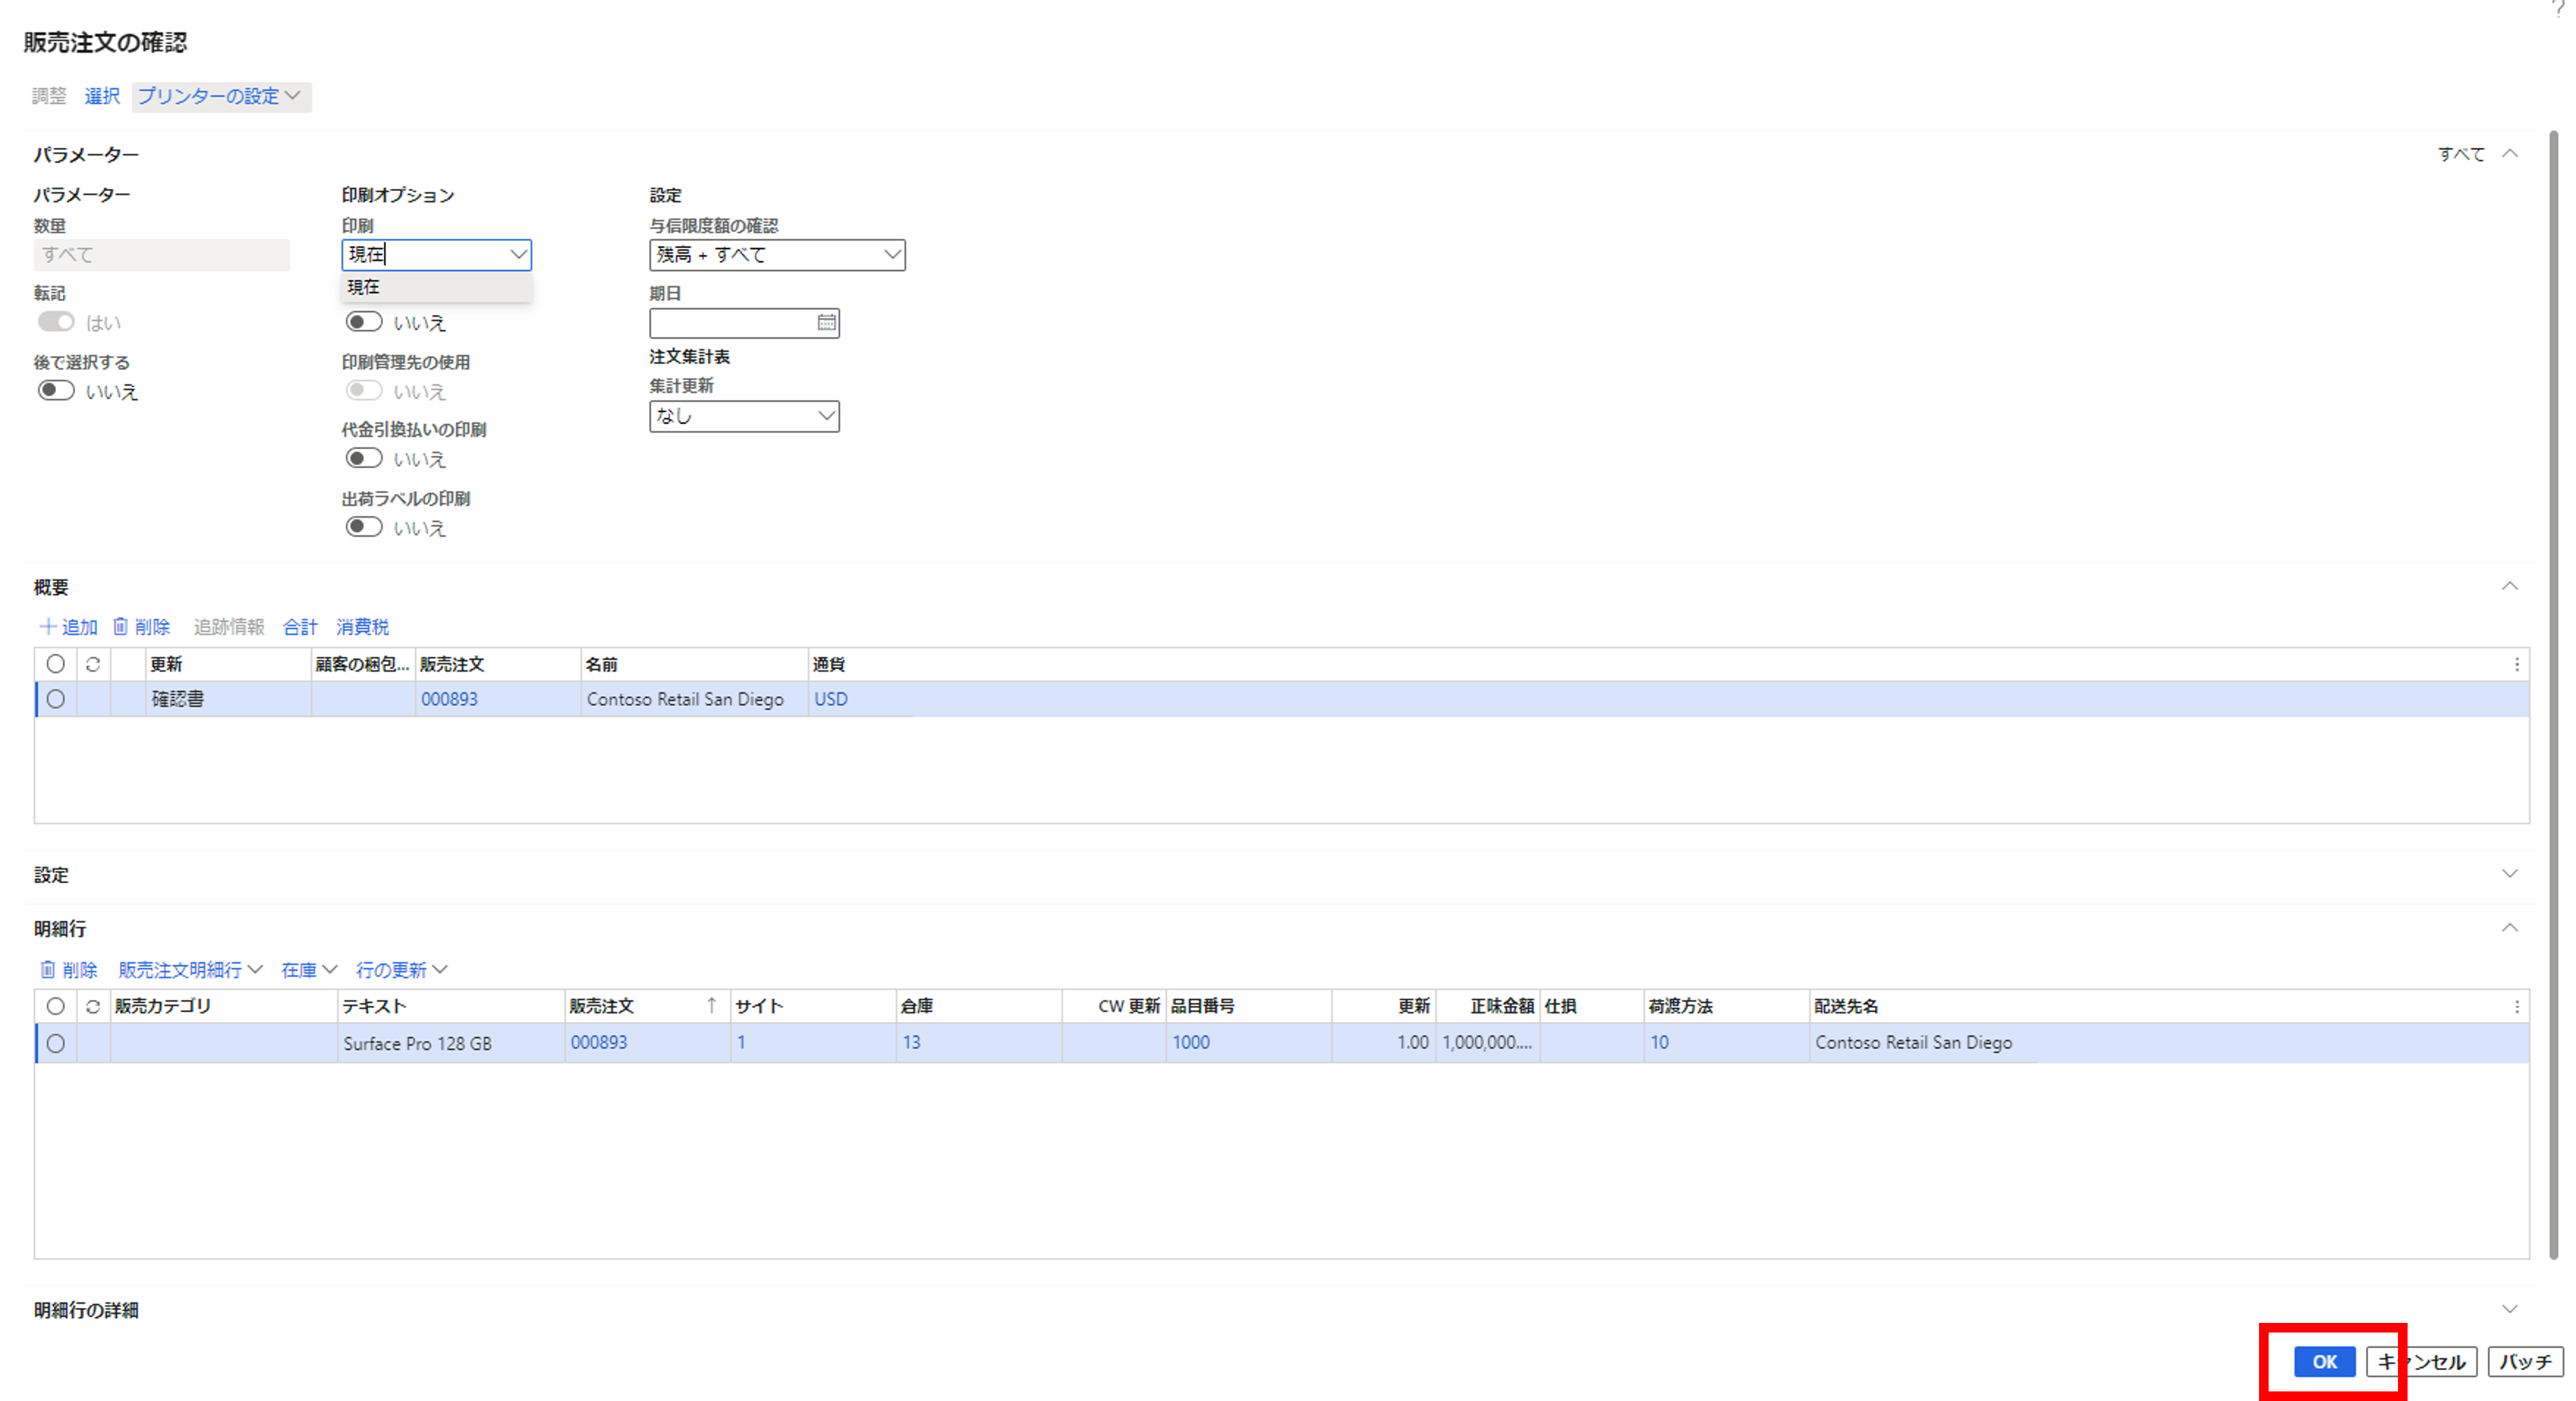 ?
販売注文の確認
調整 選択 プリンターの設定
パラメーター すべて
パラメーター 印刷オプション 設定
数量 印刷 与信限度額の確認
すべて 現在 残高 + すべて
転記 現在 期日
はい いいえ
後で選択する 印刷管理先の使用 注文集計表
いいえ いいえ 集計更新
代金引換払いの印刷 なし
いいえ
出荷ラベルの印刷
いいえ
概要
追加 削除 追跡情報 合計 消費税
更新 顧客の梱包... 販売注文 名前 通貨
確認書 000893 Contoso Retail San Diego USD
設定
明細行
削除 販売注文明細行 在庫 行の更新
販売カテゴリ テキスト 販売注文 サイト 倉庫 CW 更新 品目番号 更新 正味金額 仕損 荷渡方法 配送先名
Surface Pro 128 GB 000893 1 13 1000 1.00 1,000,000.... 10 Contoso Retail San Diego
明細行の詳細
OK キャンセル バッチ